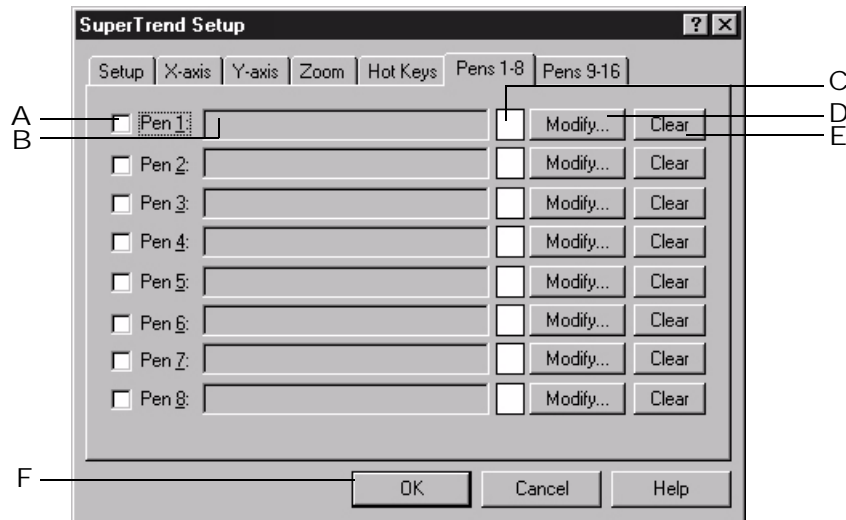 SuperTrend Setup ? ×
Setup X-axis Y-axis Zoom Hot Keys Pens 1-8 Pens 9-16
A Pen 1: Modify... Clear C
B D
E
Pen 2: Modify... Clear
Pen 3: Modify... Clear
Pen 4: Modify... Clear
Pen 5: Modify... Clear
Pen 6: Modify... Clear
Pen 7: Modify... Clear
Pen 8: Modify... Clear
F OK Cancel Help